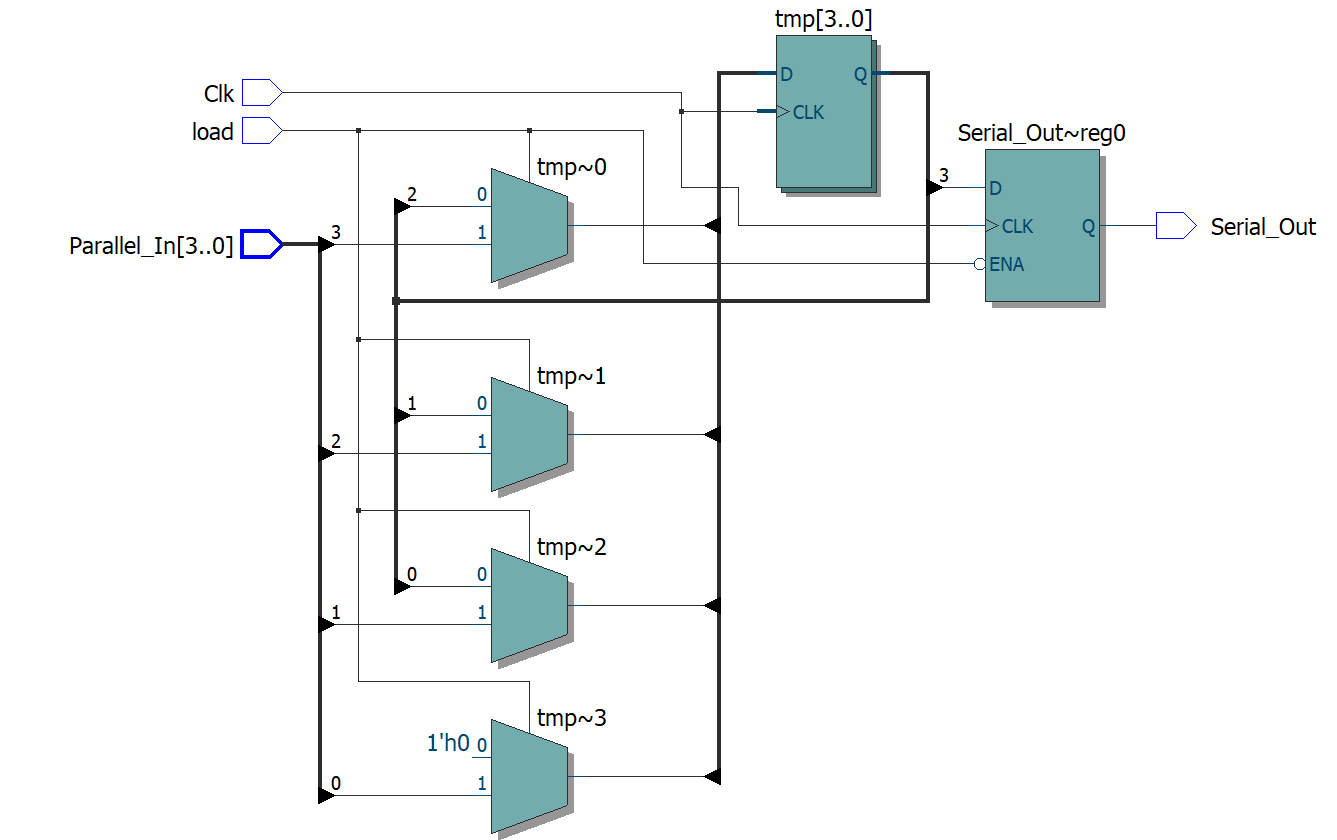 tmp[3..0]
D
Q
CLK
Clk
load
Serial_Out~reg0
3
D
CLK
Q
ENA
Serial_Out
tmp~0
2
0
3
1
Parallel_In[3..0]
tmp~1
1
0
2
1
tmp~2
0
0
1
1
tmp~3
1'h0
0
0
1